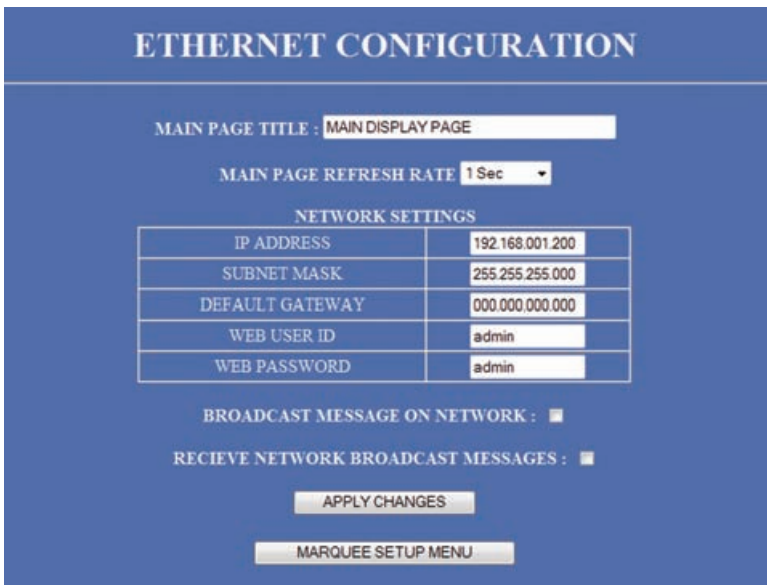 ETHERNET CONFIGURATION
MAIN PAGE TITLE : MAIN DISPLAY PAGE
MAIN PAGE REFRESH RATE 1 Sec
NETWORK SETTINGS
IP ADDRESS 192.168.001.200
SUBNET MASK 255.255.255.000
DEFAULT GATEWAY 000.000.000.000
WEB USER ID admin
WEB PASSWORD admin
BROADCAST MESSAGE ON NETWORK :
RECIEVE NETWORK BROADCAST MESSAGES :
APPLY CHANGES
MARQUEE SETUP MENU